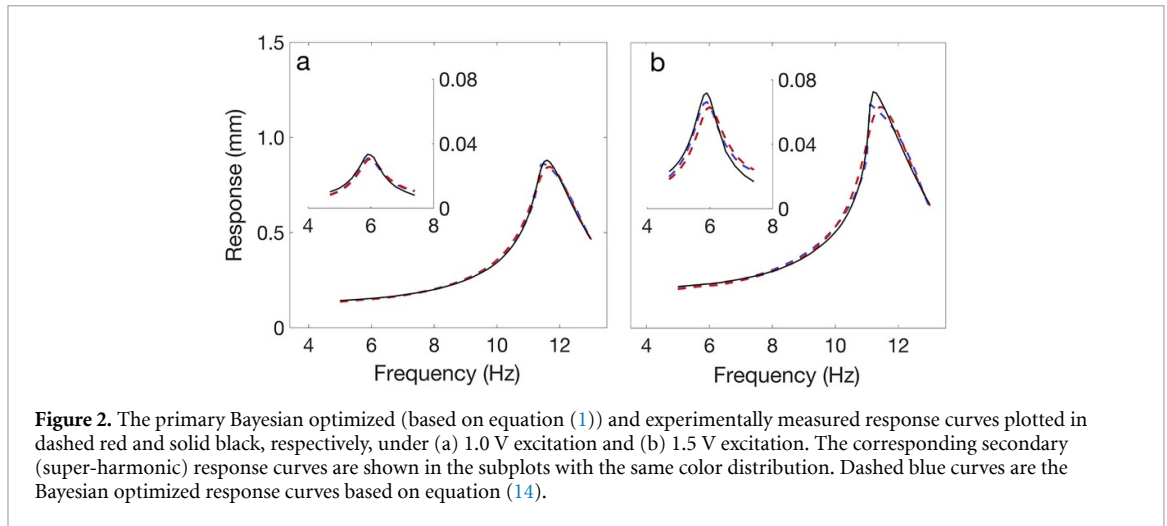 1.5
a
b
0.08
0.08
1.0
0.04
0.04
0
0
4 6 8
4 6 8
0.5
0
Response (mm)
4 6 8 10 12
4 6 8 10 12
Frequency (Hz)
Frequency (Hz)
Figure 2. The primary Bayesian optimized (based on equation (1)) and experimentally measured response curves plotted in
dashed red and solid black, respectively, under (a) 1.0 V excitation and (b) 1.5 V excitation. The corresponding secondary
(super-harmonic) response curves are shown in the subplots with the same color distribution. Dashed blue curves are the
Bayesian optimized response curves based on equation (14).